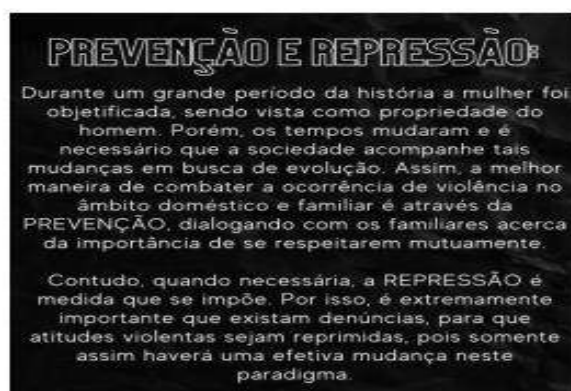 PREVENÇÃO E REPRESSÃO:
Durante um grande período da história a mulher foi
objetificada, sendo vista como propriedade do
homem. Porém, os tempos mudaram e é
necessário que a sociedade acompanhe tais
mudanças em busca de evolução. Assim, a melhor
maneira de combater a ocorrência de violência no
âmbito doméstico e familiar é através da
PREVENÇÃO, dialogando com os familiares acerca
da importância de se respeitarem mutuamente.
Contudo, quando necessária, a REPRESSÃO é
medida que se impõe. Por isso, é extremamente
importante que existam denúncias, para que
atitudes violentas sejam reprimidas, pois somente
assim haverá uma efetiva mudança neste
paradigma.